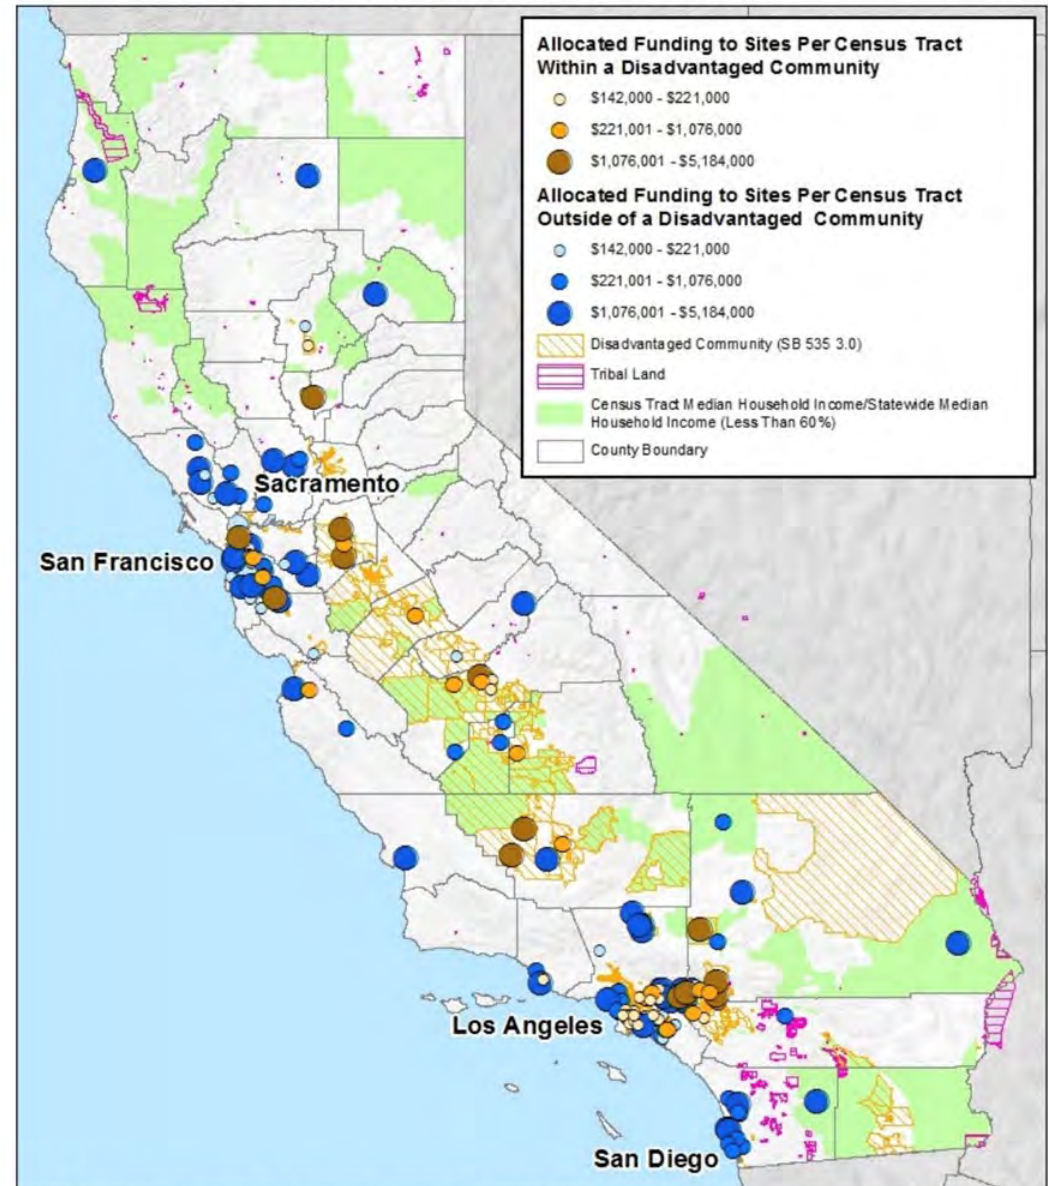 Allocated Funding to Sites Per Census Tract
Within a Disadvantaged Community
$142,000 - $221,000
$221,001 - $1,076,000
$1,076,001 - $5,184,000
Allocated Funding to Sites Per Census Tract
Outside of a Disadvantaged Community
$142,000 - $221,000
$221,001 - $1,076,000
$1,076,001 - $5,184,000
Disadvantaged Community (SB 535 3.0)
Tribal Land
Census Tract Median Household Income/Statewide Median
Household Income (Less Than 60%)
County Boundary
Sacramento
San Francisco
Los Angeles
San Diego